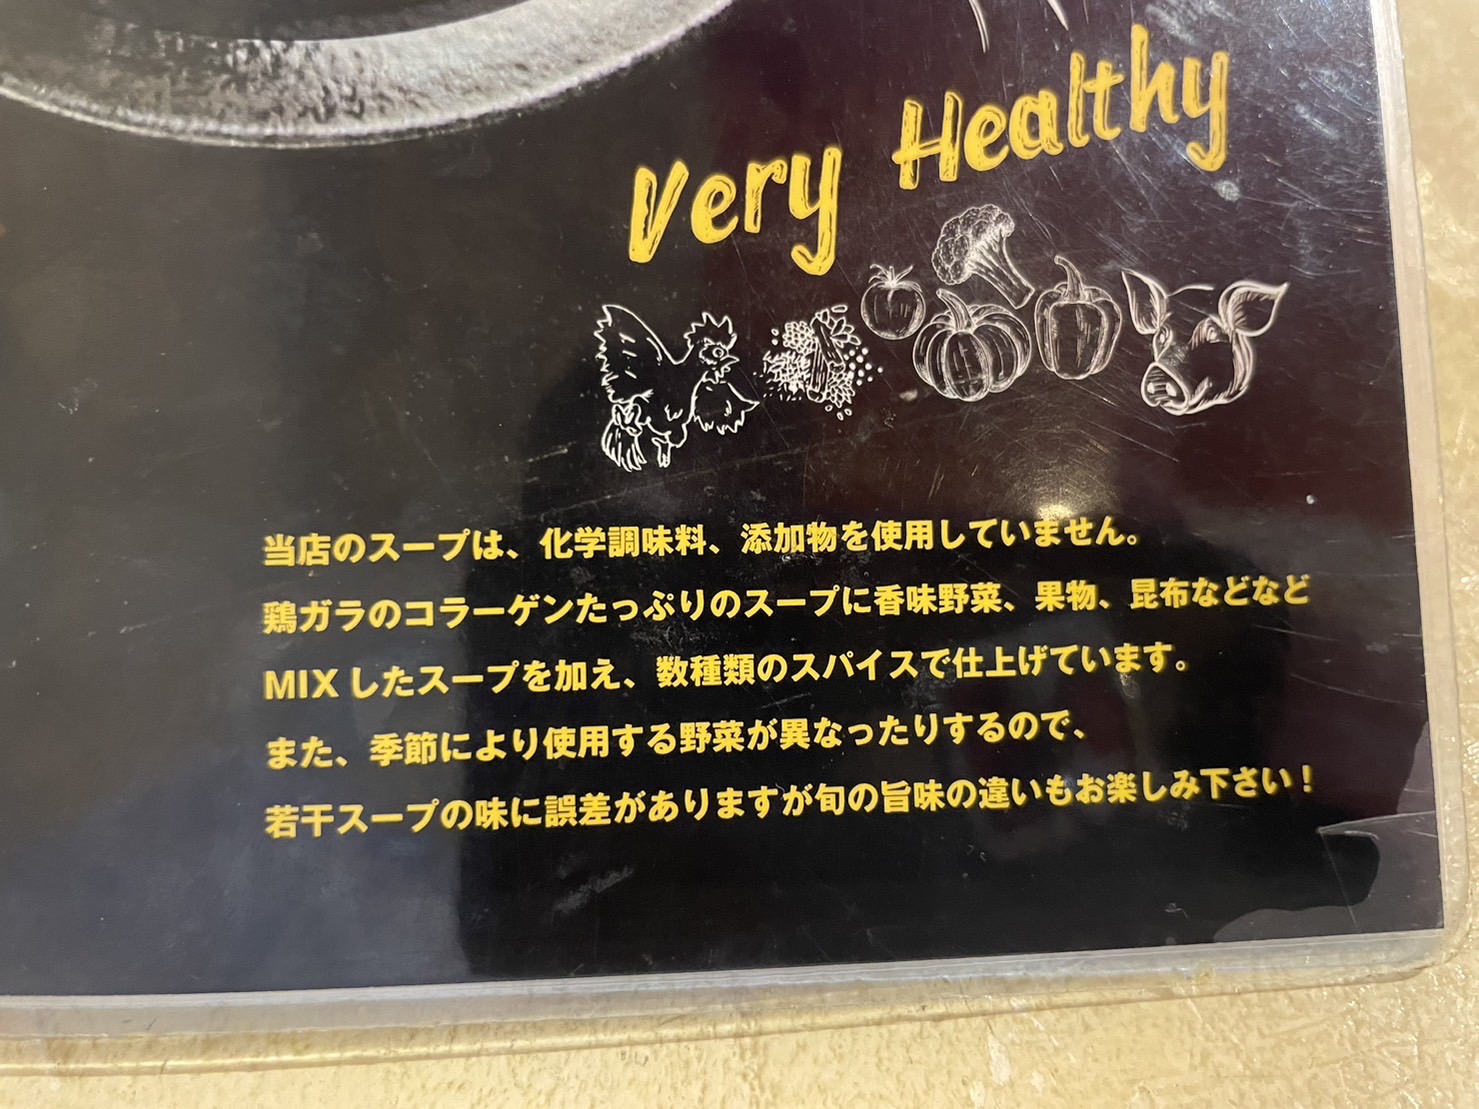 Very Healthy
当店のスープは、化学調味料、添加物を使用していません。
鶏ガラのコラーゲンたっぷりのスープに香味野菜、果物、昆布などなど
MIXしたスープを加え、数種類のスパイスで仕上げています。
また、季節により使用する野菜が異なったりするので、
若干スープの味に誤差がありますが旬の旨味の違いもお楽しみ下さい！